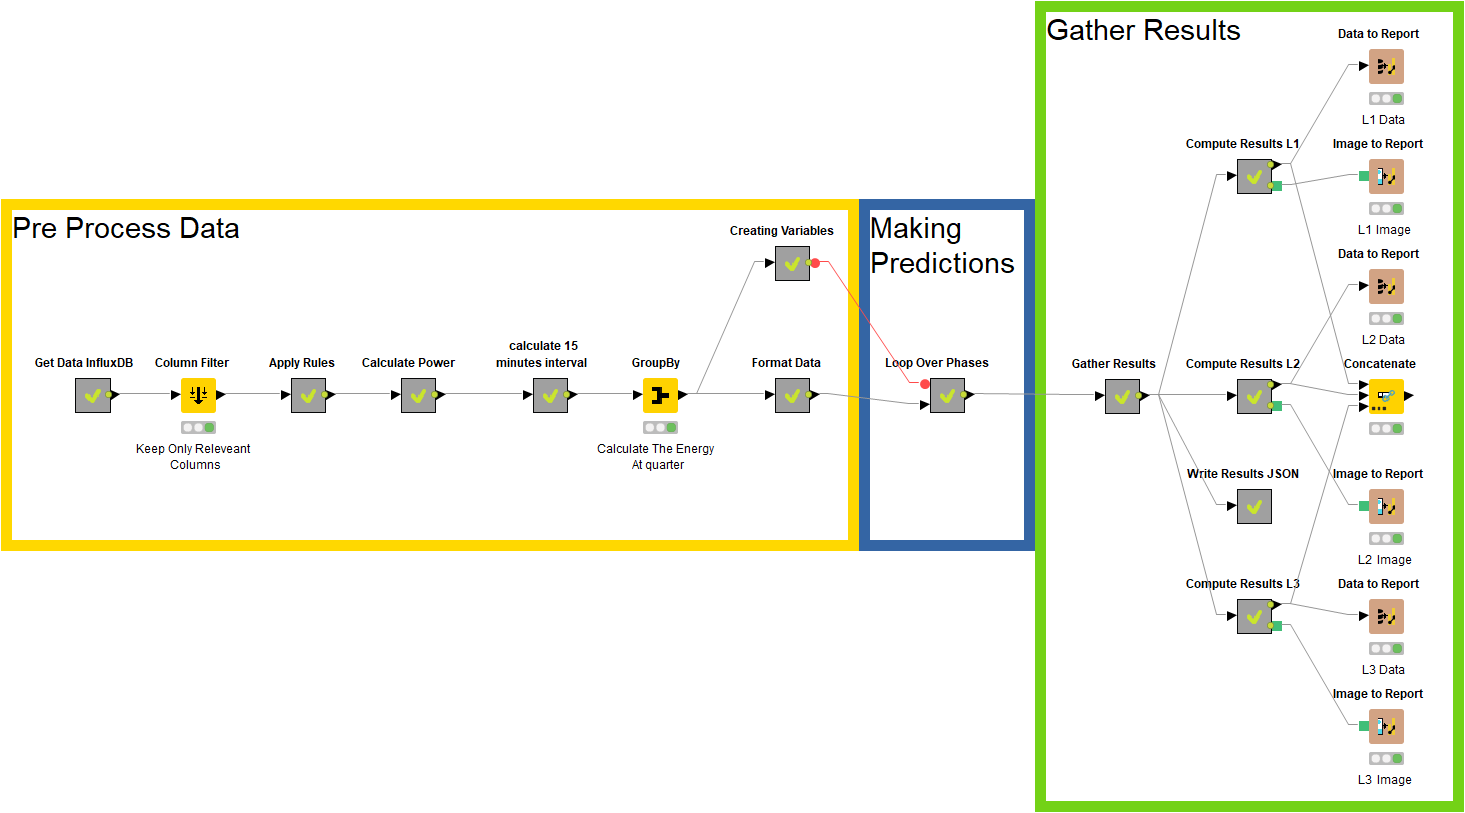 Pre Process Data
Get Data InfluxDB
Column Filter
Keep Only Releveant
Columns
Apply Rules
Calculate Power
calculate 15
minutes interval
GroupBy
Calculate The Energy
At quarter
Creating Variables
Format Data
Making
Predictions
Loop Over Phases
Gather Results
Gather Results
Compute Results L1
Compute Results L2
Write Results JSON
Compute Results L3
Data to Report
L1 Data
Image to Report
L1 Image
Data to Report
L2 Data
Concatenate
Image to Report
L2 Image
Data to Report
L3 Data
Image to Report
L3 Image